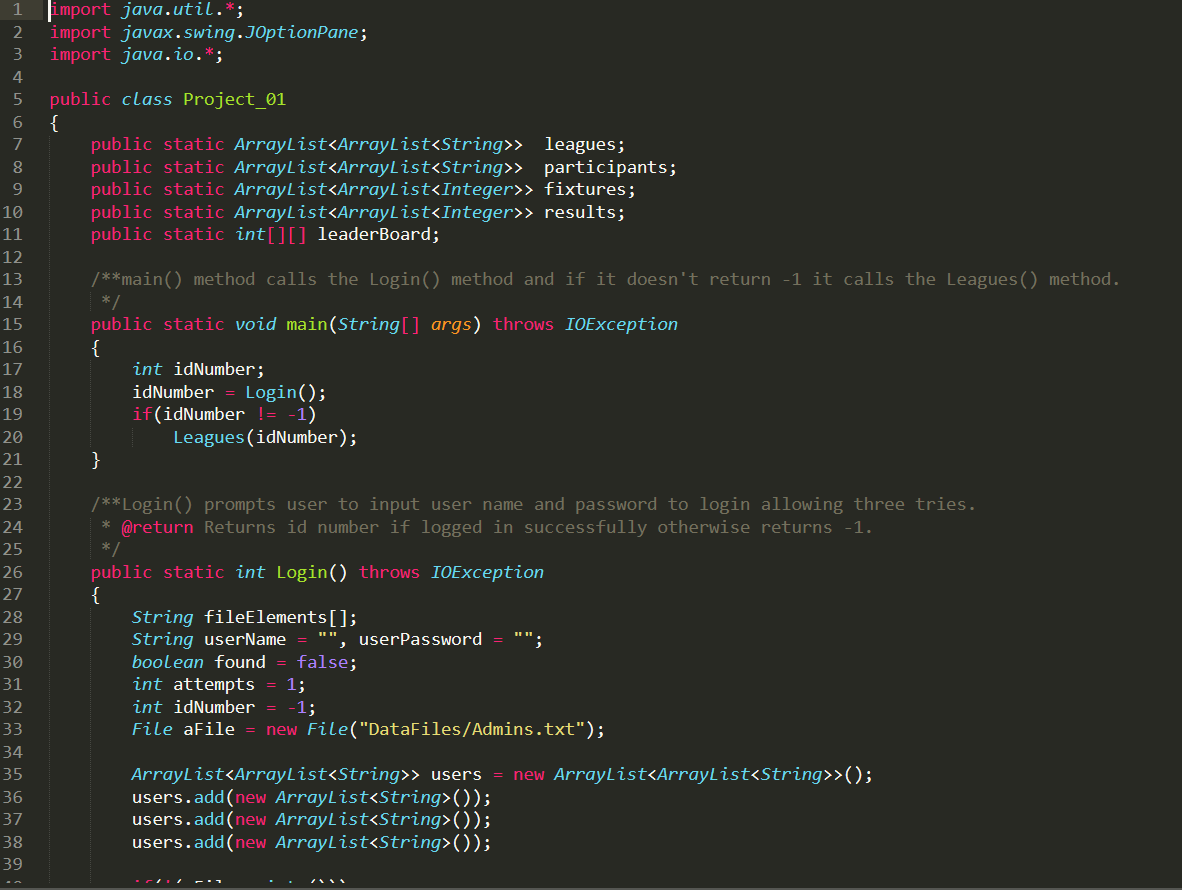 1 import java.util.*;
2 import javax.swing.JOptionPane;
3 import java.io.*;
4
5 public class Project_01
6 {
7     public static ArrayList<ArrayList<String>>  leagues;
8     public static ArrayList<ArrayList<String>>  participants;
9     public static ArrayList<ArrayList<Integer>> fixtures;
10     public static ArrayList<ArrayList<Integer>> results;
11     public static int[][] leaderBoard;
12
13     /**main() method calls the Login() method and if it doesn't return -1 it calls the Leagues() method.
14      */
15     public static void main(String[] args) throws IOException
16     {
17         int idNumber;
18         idNumber = Login();
19         if(idNumber != -1)
20             Leagues(idNumber);
21     }
22
23     /**Login() prompts user to input user name and password to login allowing three tries.
24      * @return Returns id number if logged in successfully otherwise returns -1.
25      */
26     public static int Login() throws IOException
27     {
28         String fileElements[];
29         String userName = "", userPassword = "";
30         boolean found = false;
31         int attempts = 1;
32         int idNumber = -1;
33         File aFile = new File("DataFiles/Admins.txt");
34
35         ArrayList<ArrayList<String>> users = new ArrayList<ArrayList<String>>();
36         users.add(new ArrayList<String>());
37         users.add(new ArrayList<String>());
38         users.add(new ArrayList<String>());
39